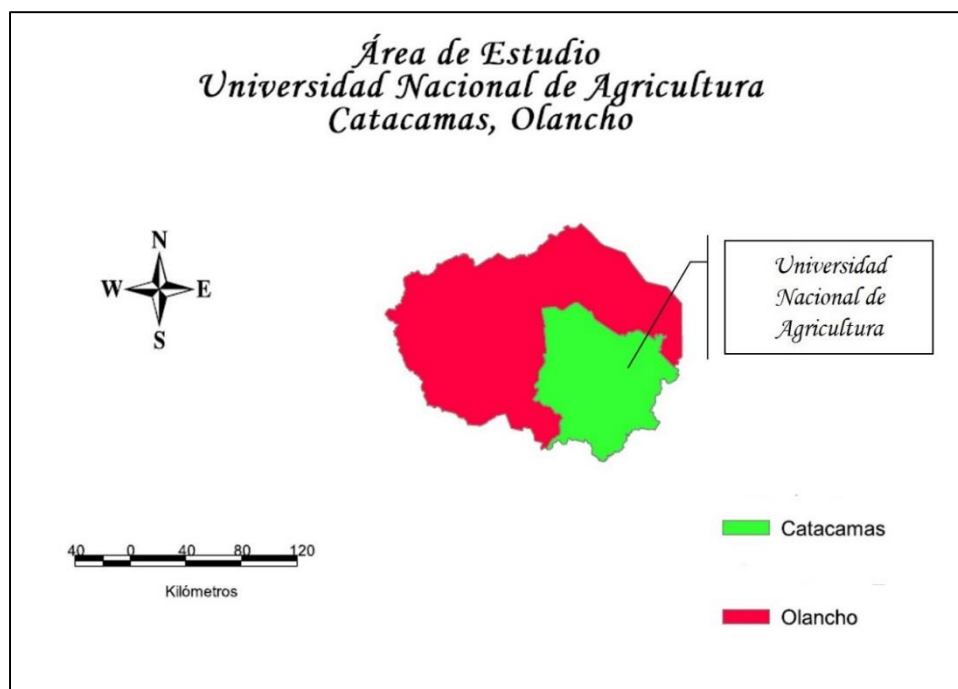 Área de Estudio
Universidad Nacional de Agricultura
Catacamas, Olancho
N
W E
S
Universidad
Nacional de
Agricultura
Catacamas
40 0 40 80 120
Kilómetros
Olancho